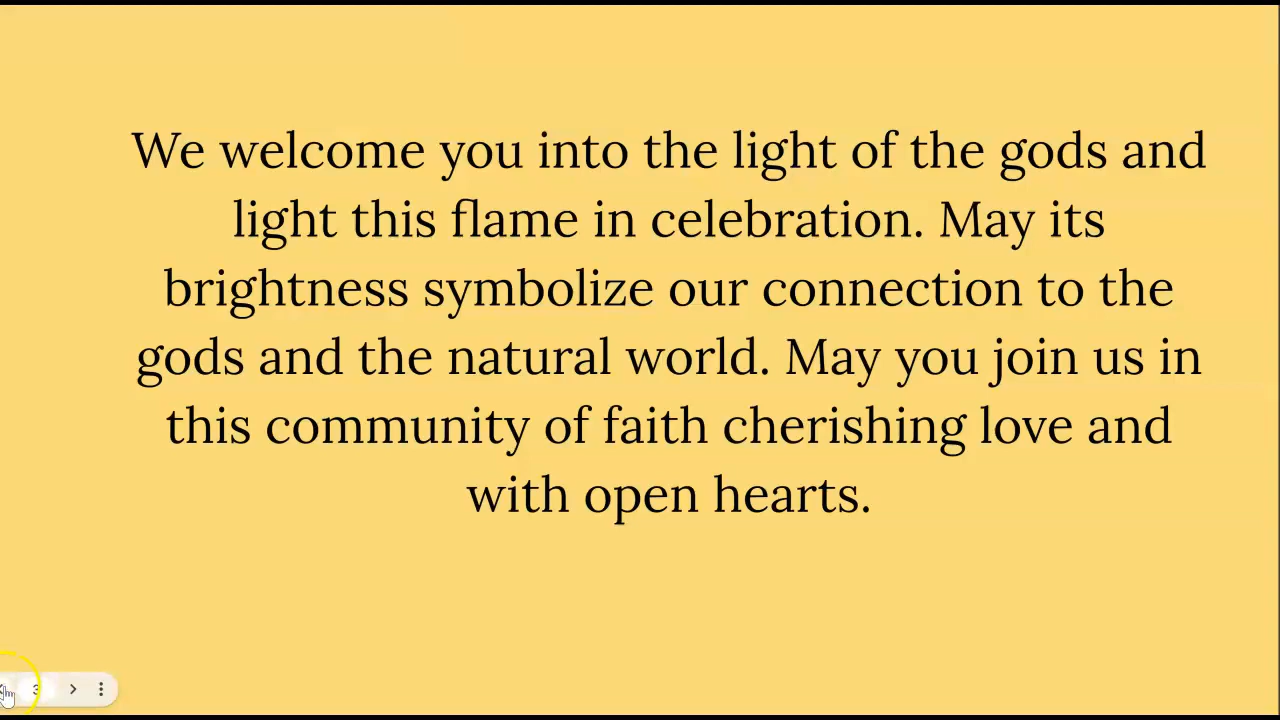 We welcome you into the light of the gods and
light this flame in celebration. May its
brightness symbolize our connection to the
gods and the natural world. May you join us in
this community of faith cherishing love and
with open hearts.
3